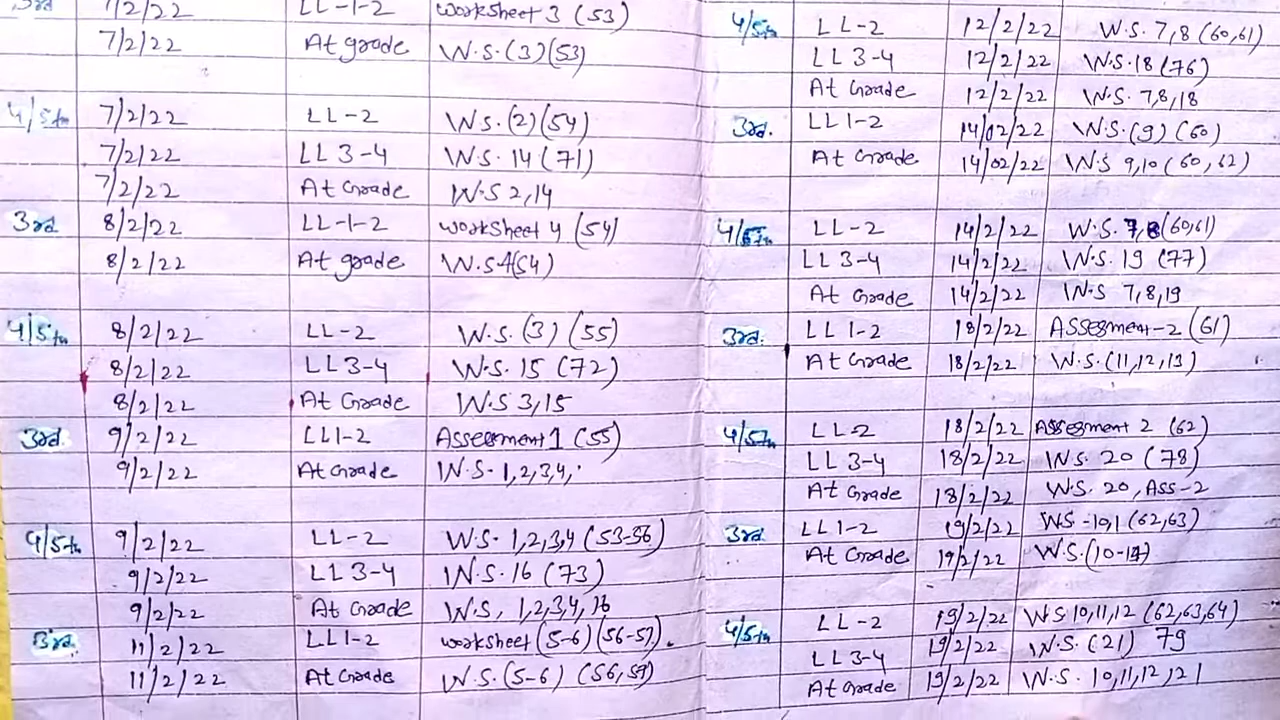 3rd 7/2/22 LL-1-2 worksheet 3 (53)
7/2/22 At grade W.S.(3)(53)
4/5th 7/2/22 LL-2 W.S.(2)(54)
7/2/22 LL 3-4 W.S. 14 (71)
7/2/22 At Grade W.S 2,14
3rd 8/2/22 LL-1-2 worksheet 4 (54)
8/2/22 At grade W.S 4(54)
4/5th 8/2/22 LL-2 W.S.(3) (55)
8/2/22 LL 3-4 W.S. 15 (72)
8/2/22 At Grade W.S 3,15
3rd. 9/2/22 LL1-2 Assessment 1 (55)
9/2/22 At Grade W.S- 1,2,3,4,
4/5th 9/2/22 LL-2 W.S- 1,2,3,4 (53-56)
9/2/22 LL 3-4 W.S. 16 (73)
9/2/22 At Grade W.S. 1,2,3,4, 16
3rd. 11/2/22 LL1-2 worksheet (5-6) (56-57).
11/2/22 At Grade W.S. (5-6) (56,57)
4/5th LL-2 12/2/22 W.S. 7,8 (60,61)
LL 3-4 12/2/22 W.S.18 (76)
At Grade 12/2/22 W.S. 7,8,18
3rd. LL 1-2 14/02/22 W.S.(9) (60)
At Grade 14/02/22 W.S 9,10 (60,62)
4/5th LL-2 14/2/22 W.S. 7,8 (60,61)
LL 3-4 14/2/22 W.S. 19 (77)
At Grade 14/2/22 W.S 7,8,19
3rd. LL 1-2 18/2/22 Assesment-2 (61)
At Grade 18/2/22 W.S.(11,12,13)
4/5th LL-2 18/2/22 Assesment 2 (62)
LL 3-4 18/2/22 W.S. 20 (78)
At Grade 18/2/22 W.S. 20, Ass-2
3rd. LL 1-2 19/2/22 WS -10,1 (62,63)
At Grade 19/2/22 W.S.
4/5th LL-2 19/2/22 W.S 10,11,12 (62,63,64)
LL 3-4 19/2/22 W.S. (21) 79
At Grade 19/2/22 W.S. 10,11,12,21